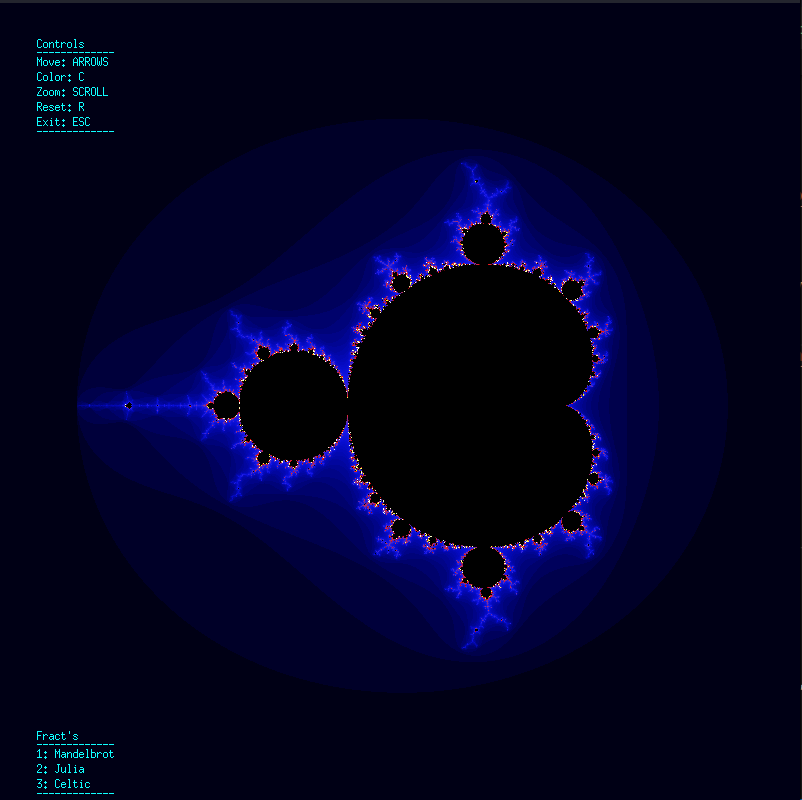 Controls
-------------
Move: ARROWS
Color: C
Zoom: SCROLL
Reset: R
Exit: ESC
-------------
Fract's
-------------
1: Mandelbrot
2: Julia
3: Celtic
-------------